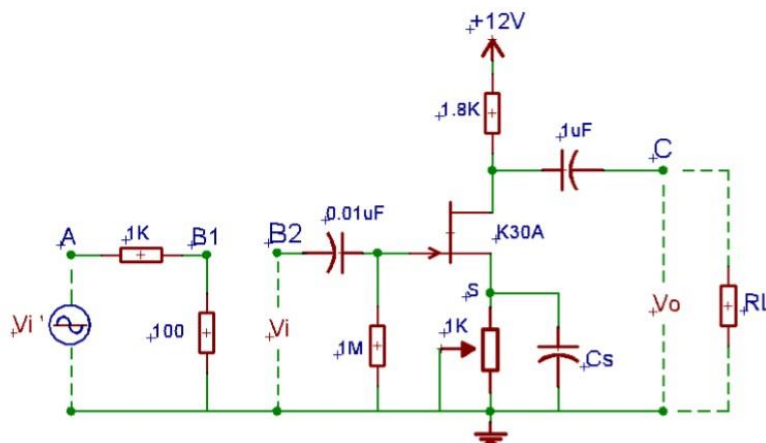 +12V
1.8K
1uF
C
0.01uF
A
1K
B1
B2
K30A
S
Vi '
100
Vi
1M
1K
Cs
Vo
RL